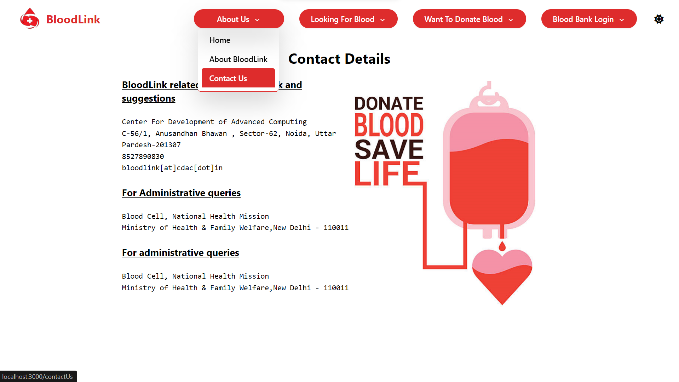 BloodLink
About Us
Looking For Blood
Want To Donate Blood
Blood Bank Login
Home
About BloodLink
Contact Us
Contact Details
BloodLink related and
suggestions
Center For Development of Advanced Computing
C-56/1, Anusandhan Bhawan , Sector-62, Noida, Uttar
Pardesh-201307
8527890830
bloodlink[at]cdac[dot]in
For Administrative queries
Blood Cell, National Health Mission
Ministry of Health & Family Welfare,New Delhi - 110011
For administrative queries
Blood Cell, National Health Mission
Ministry of Health & Family Welfare,New Delhi - 110011
DONATE
BLOOD
SAVE
LIFE
localhost:3000/contactUs